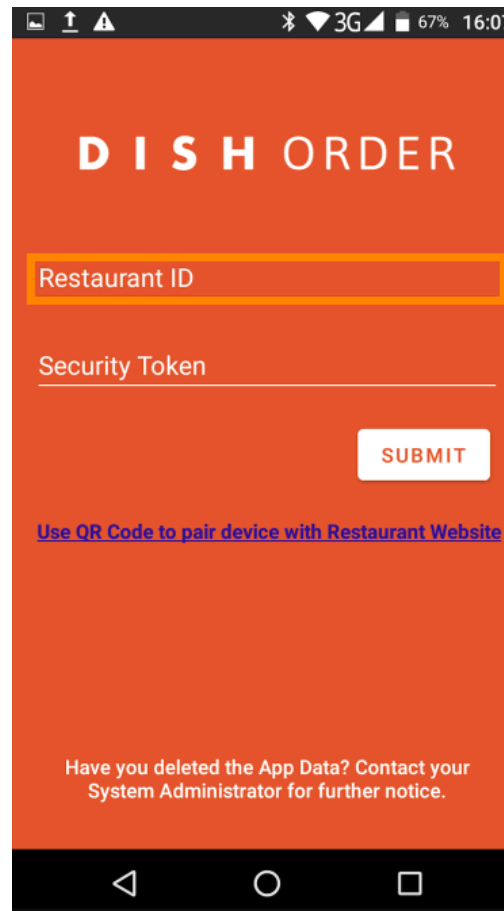 3G 67% 16:07
DISH ORDER
Restaurant ID
Security Token
SUBMIT
Use QR Code to pair device with Restaurant Website
Have you deleted the App Data? Contact your
System Administrator for further notice.